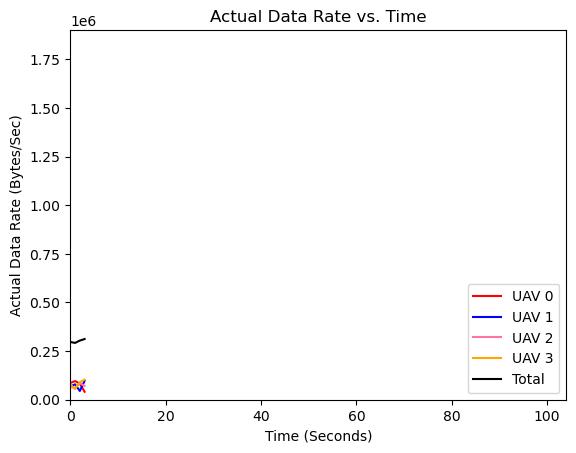 Actual Data Rate vs. Time
1e6
Actual Data Rate (Bytes/Sec)
1.75
1.50
1.25
1.00
0.75
0.50
0.25
0.00
0 20 40 60 80 100
Time (Seconds)
UAV 0
UAV 1
UAV 2
UAV 3
Total